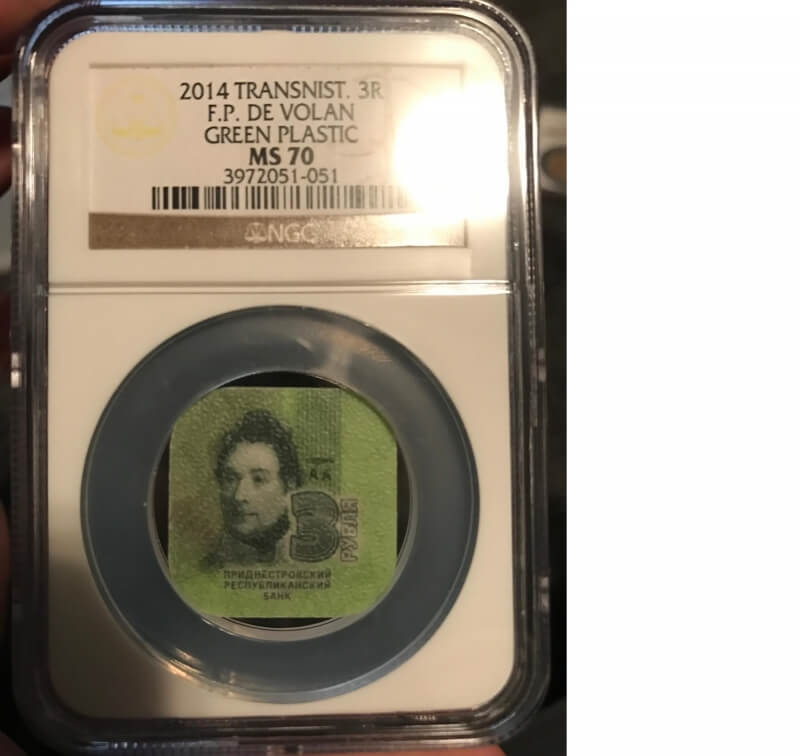 2014 TRANSNIST. 3R
F.P. DE VOLAN
GREEN PLASTIC
MS 70
3972051-051
NGC
АА
3
РУБЛЯ
ПРИДНЕСТРОВСКИЙ
РЕСПУБЛИКАНСКИЙ
БАНК